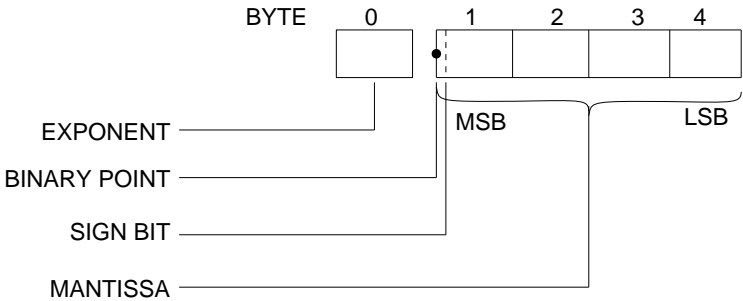 BYTE 0 1 2 3 4
MSB LSB
EXPONENT
BINARY POINT
SIGN BIT
MANTISSA